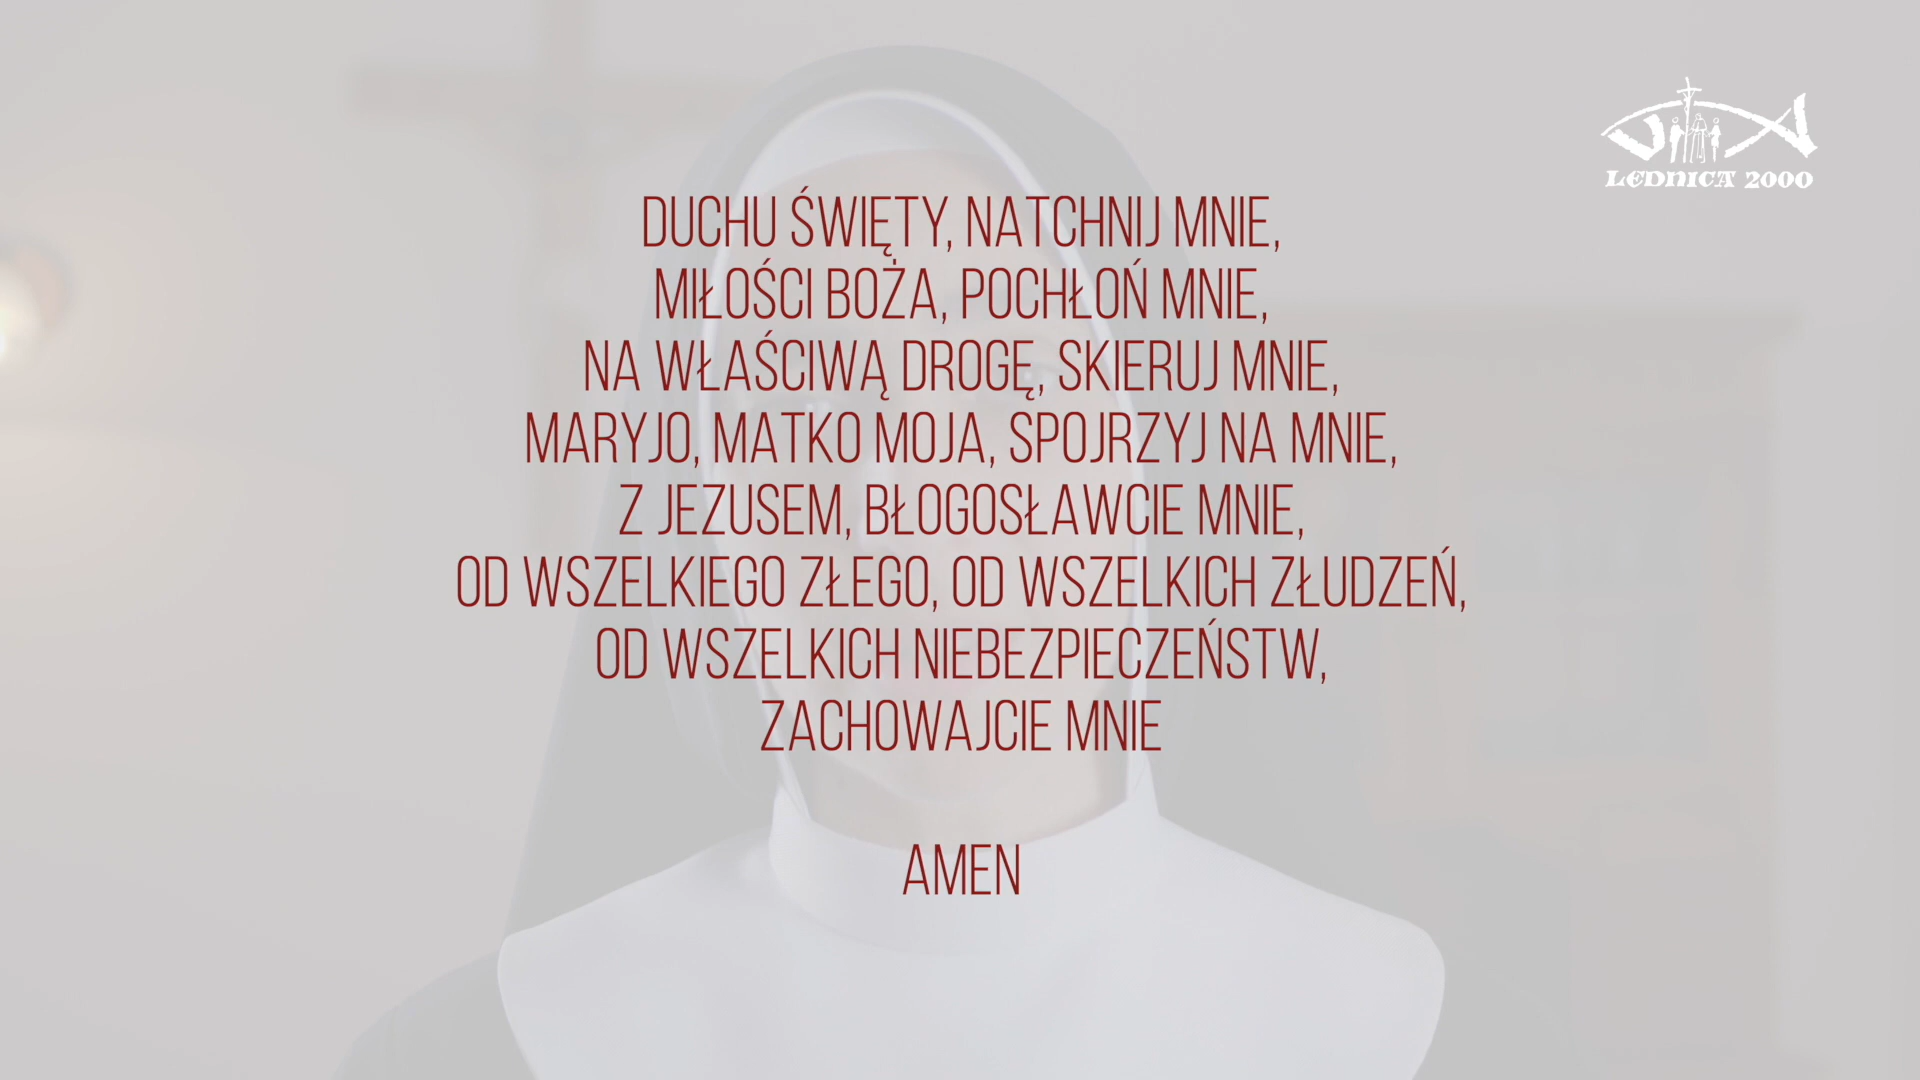 LEDNICA 2000
DUCHU ŚWIĘTY, NATCHNIJ MNIE,
MIŁOŚCI BOŻA, POCHŁOŃ MNIE,
NA WŁAŚCIWĄ DROGĘ, SKIERUJ MNIE,
MARYJO, MATKO MOJA, SPOJRZYJ NA MNIE,
Z JEZUSEM, BŁOGOSŁAWCIE MNIE,
OD WSZELKIEGO ZŁEGO, OD WSZELKICH ZŁUDZEŃ,
OD WSZELKICH NIEBEZPIECZEŃSTW,
ZACHOWAJCIE MNIE
AMEN